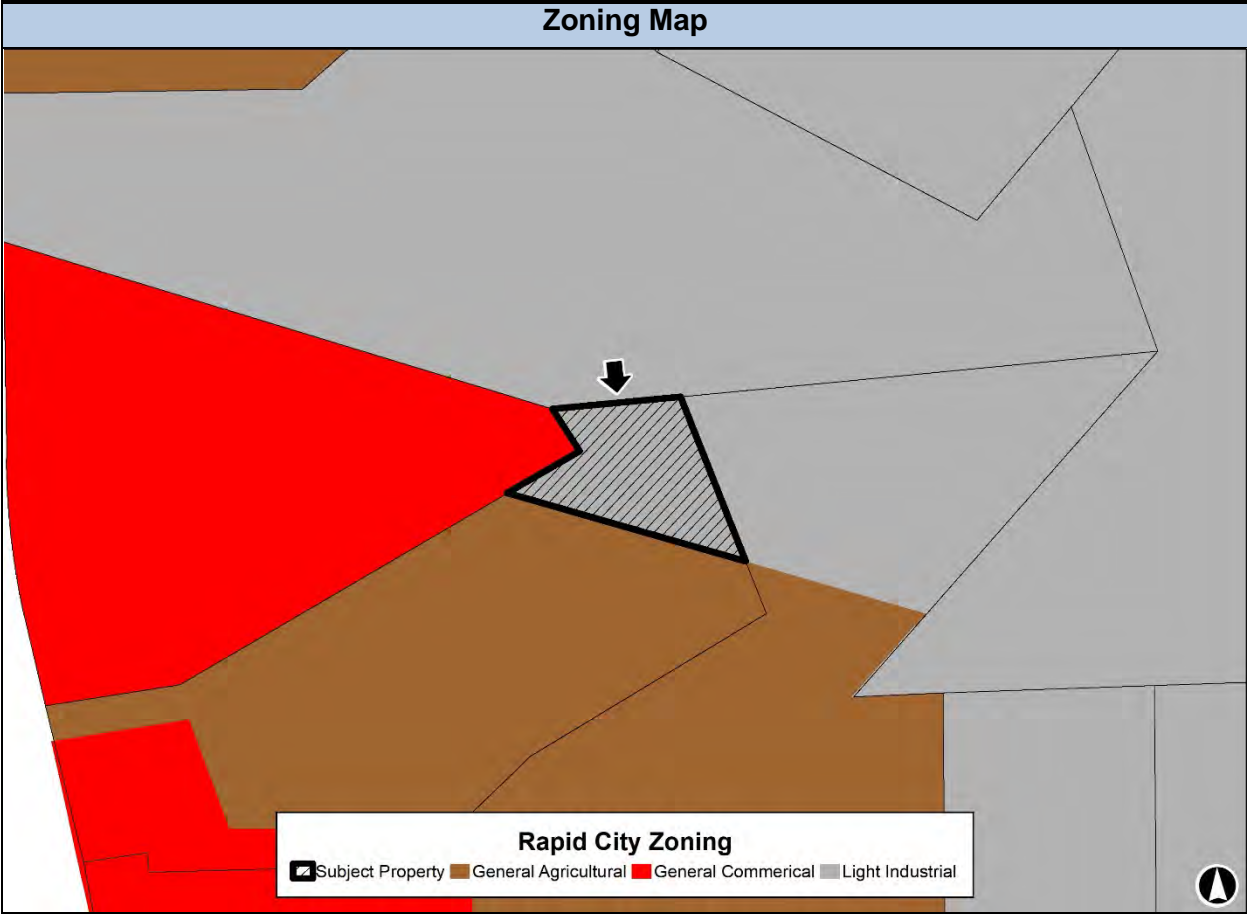 Zoning Map
Rapid City Zoning
Subject Property General Agricultural General Commerical Light Industrial